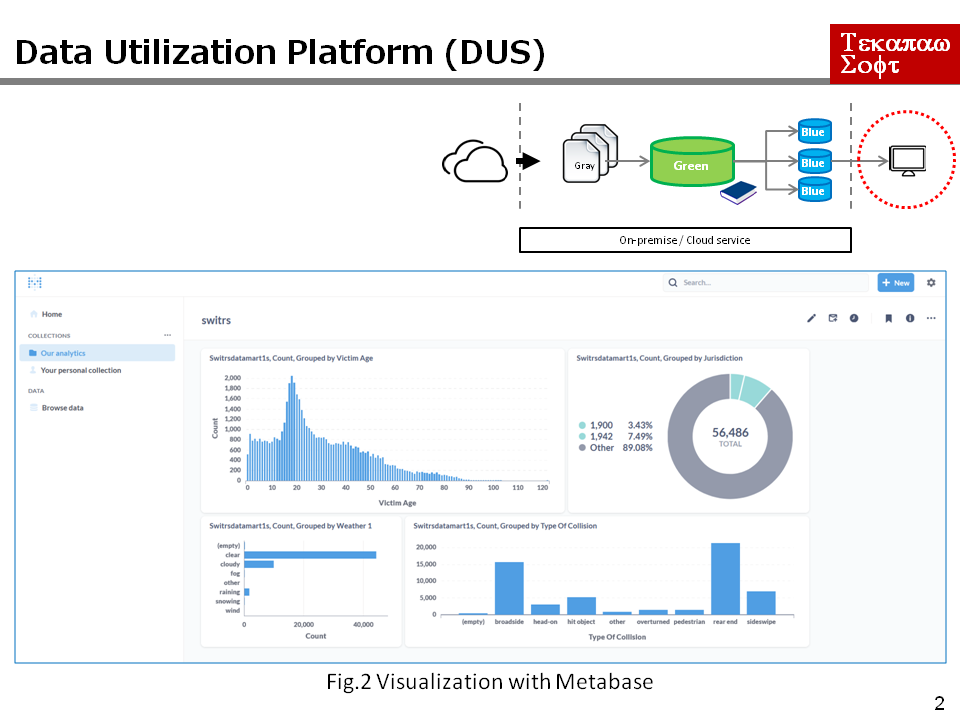 Data Utilization Platform (DUS)
Τεκαπαω
Σοφτ
Gray
Green
Blue
Blue
Blue
On-premise / Cloud service
Search...
+ New
Home
COLLECTIONS
...
Our analytics
Your personal collection
DATA
Browse data
switrs
Switrsdatamart1s, Count, Grouped by Victim Age
Count
2,000
1,800
1,600
1,400
1,200
1,000
800
600
400
200
0
0 10 20 30 40 50 60 70 80 90 100 110 120
Victim Age
Switrsdatamart1s, Count, Grouped by Jurisdiction
1,900 3.43%
1,942 7.49%
Other 89.08%
56,486
TOTAL
Switrsdatamart1s, Count, Grouped by Weather 1
(empty)
clear
cloudy
fog
other
raining
snowing
wind
0 20,000 40,000
Count
Switrsdatamart1s, Count, Grouped by Type Of Collision
20,000
15,000
10,000
5,000
0
(empty) broadside head-on hit object other overturned pedestrian rear end sideswipe
Type Of Collision
Fig.2 Visualization with Metabase
2